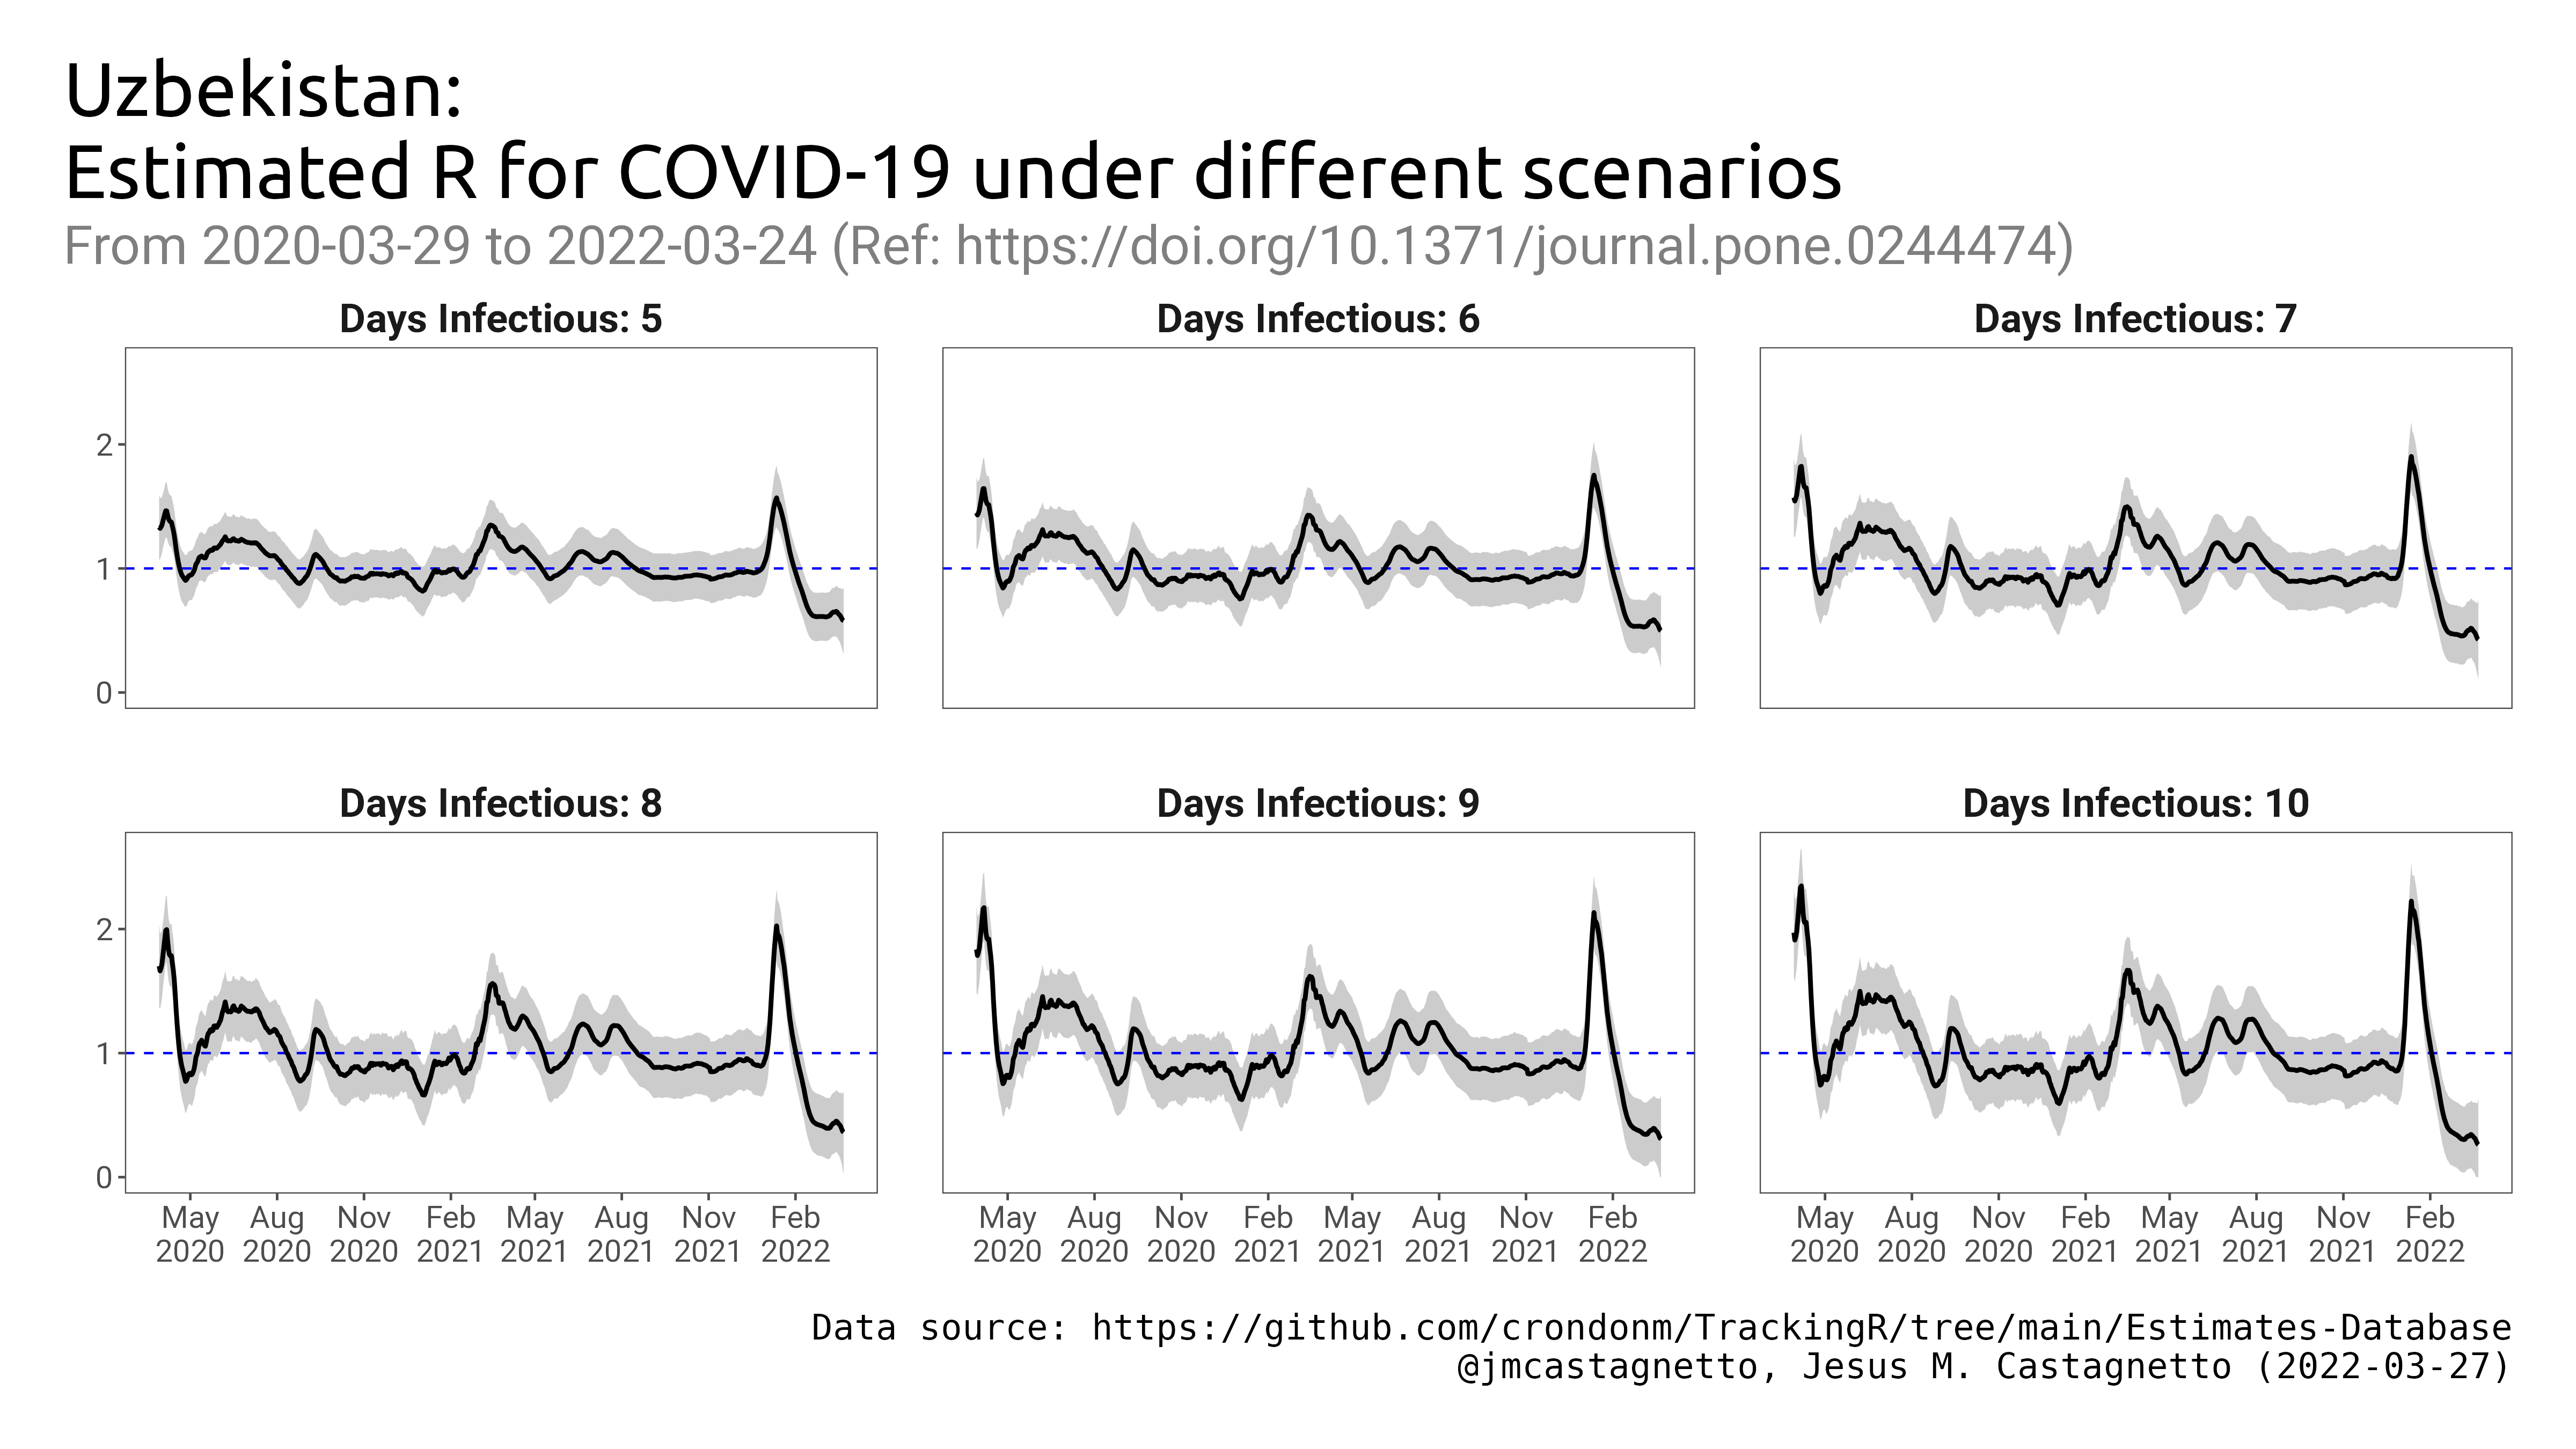 Uzbekistan:
Estimated R for COVID-19 under different scenarios
From 2020-03-29 to 2022-03-24 (Ref: https://doi.org/10.1371/journal.pone.0244474)
Days Infectious: 5
Days Infectious: 6
Days Infectious: 7
2
1
0
Days Infectious: 8
Days Infectious: 9
Days Infectious: 10
2
1
0
May Aug Nov Feb May Aug Nov Feb
2020 2020 2020 2021 2021 2021 2021 2022
May Aug Nov Feb May Aug Nov Feb
2020 2020 2020 2021 2021 2021 2021 2022
May Aug Nov Feb May Aug Nov Feb
2020 2020 2020 2021 2021 2021 2021 2022
Data source: https://github.com/crondonm/TrackingR/tree/main/Estimates-Database
@jmcastagnetto, Jesus M. Castagnetto (2022-03-27)